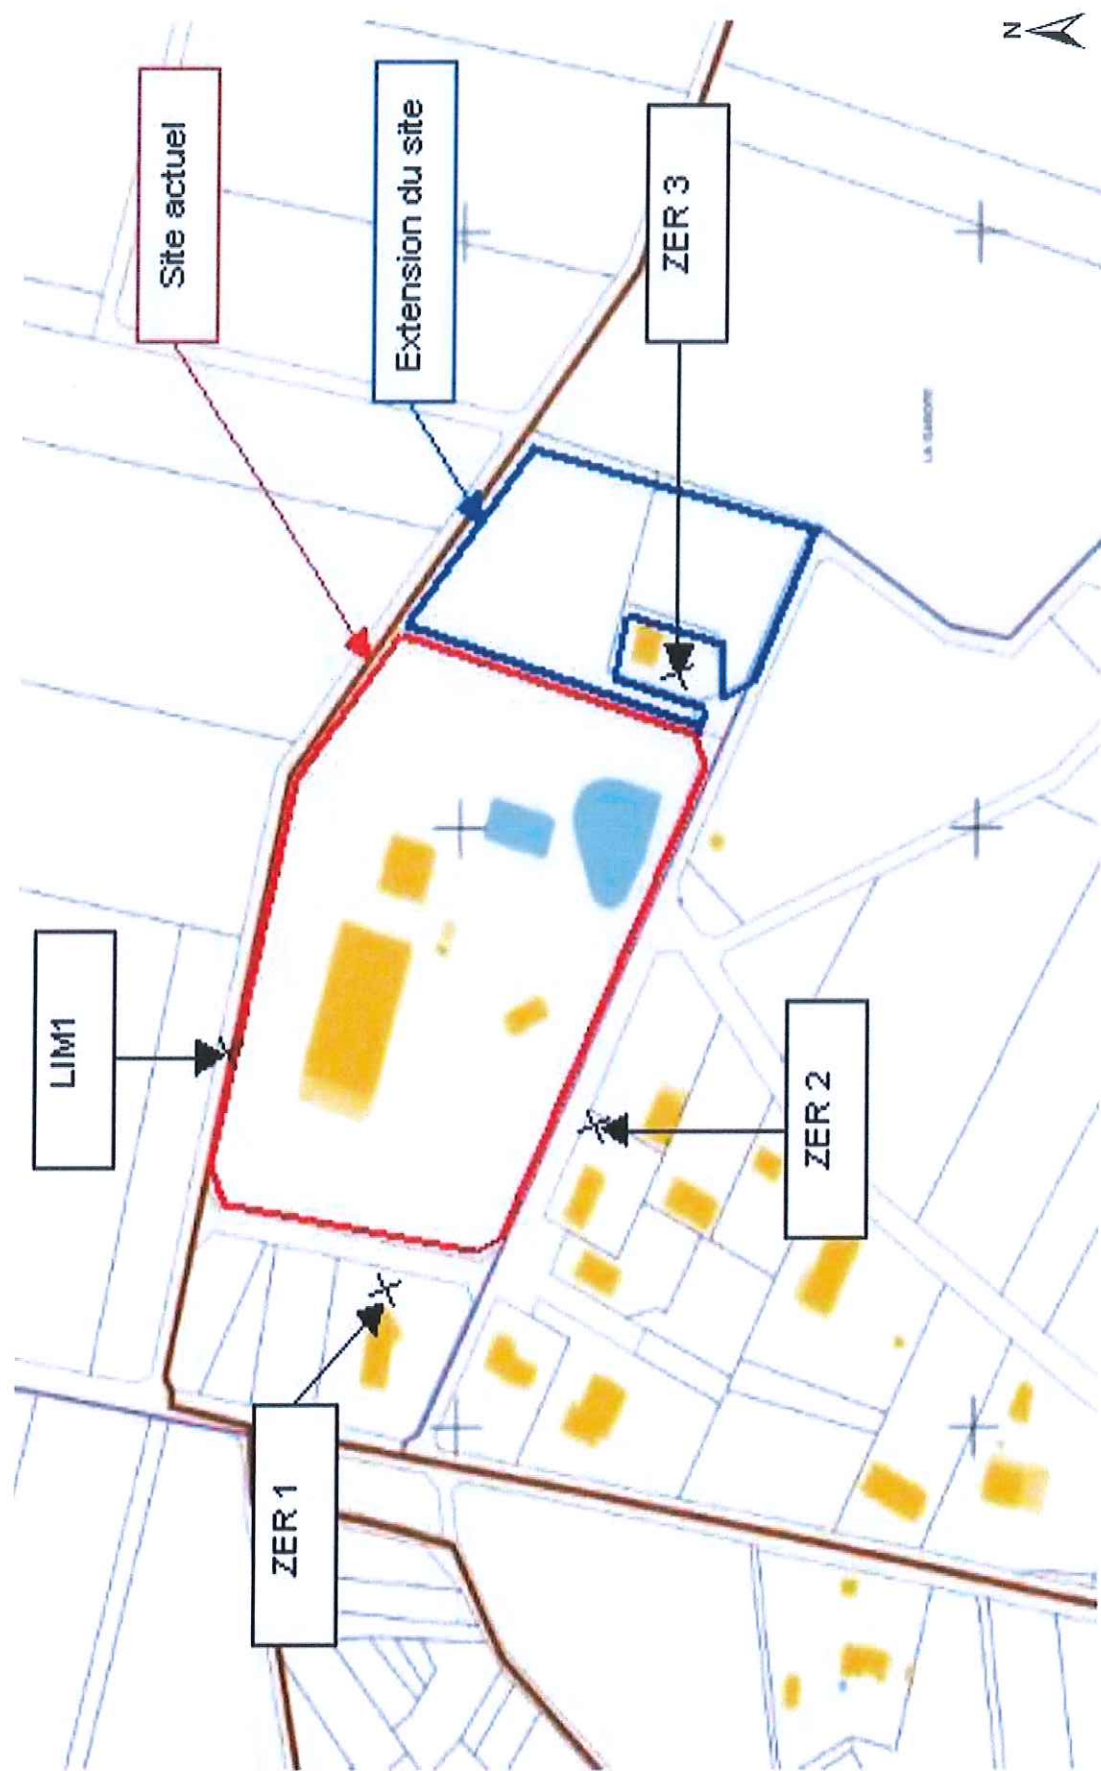 LIM1
Site actuel
Extension du site
ZER 1
ZER 2
ZER 3
N